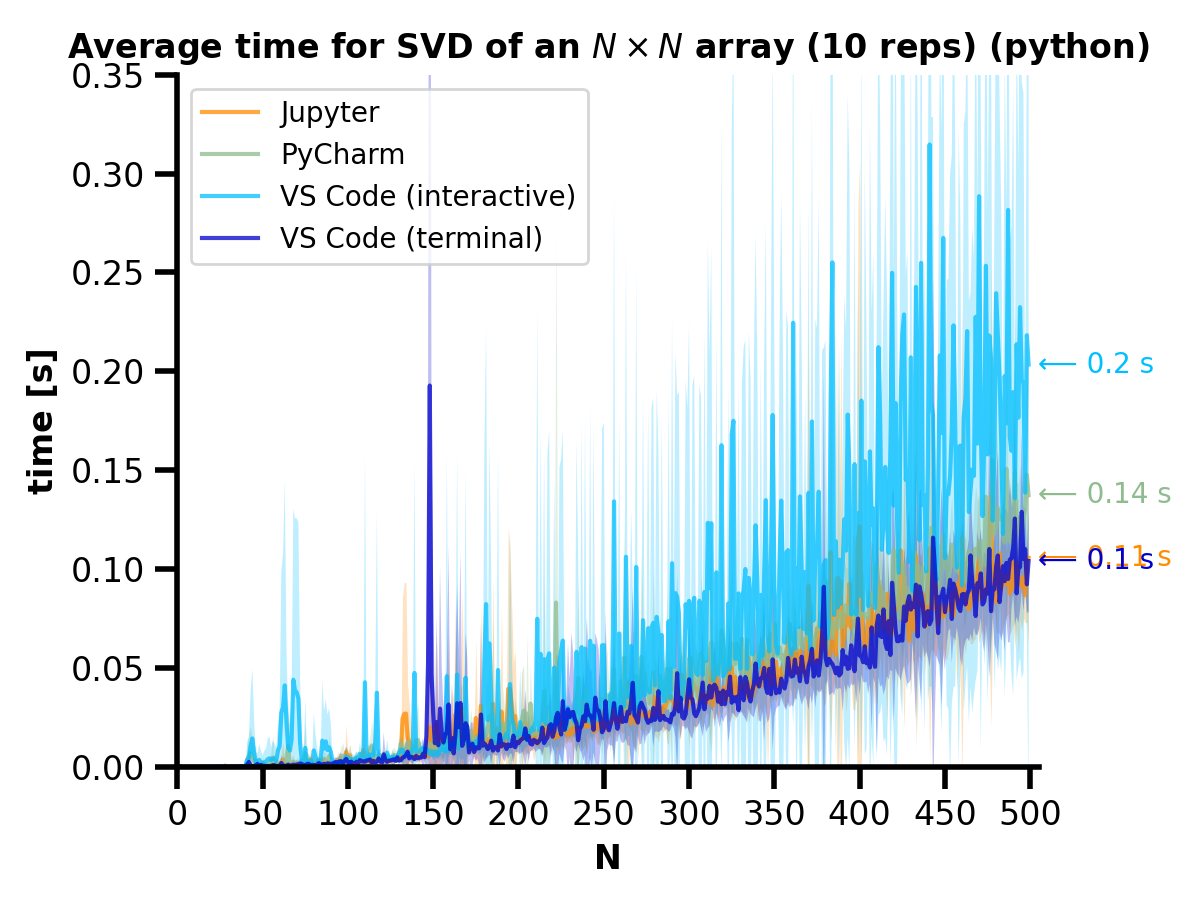 Average time for SVD of an N × N array (10 reps) (python)
0.35
0.30
0.25
0.20
0.15
0.10
0.05
0.00
time [s]
Jupyter
PyCharm
VS Code (interactive)
VS Code (terminal)
← 0.2 s
← 0.14 s
← 0.11 s
← 0.1 s
0 50 100 150 200 250 300 350 400 450 500
N